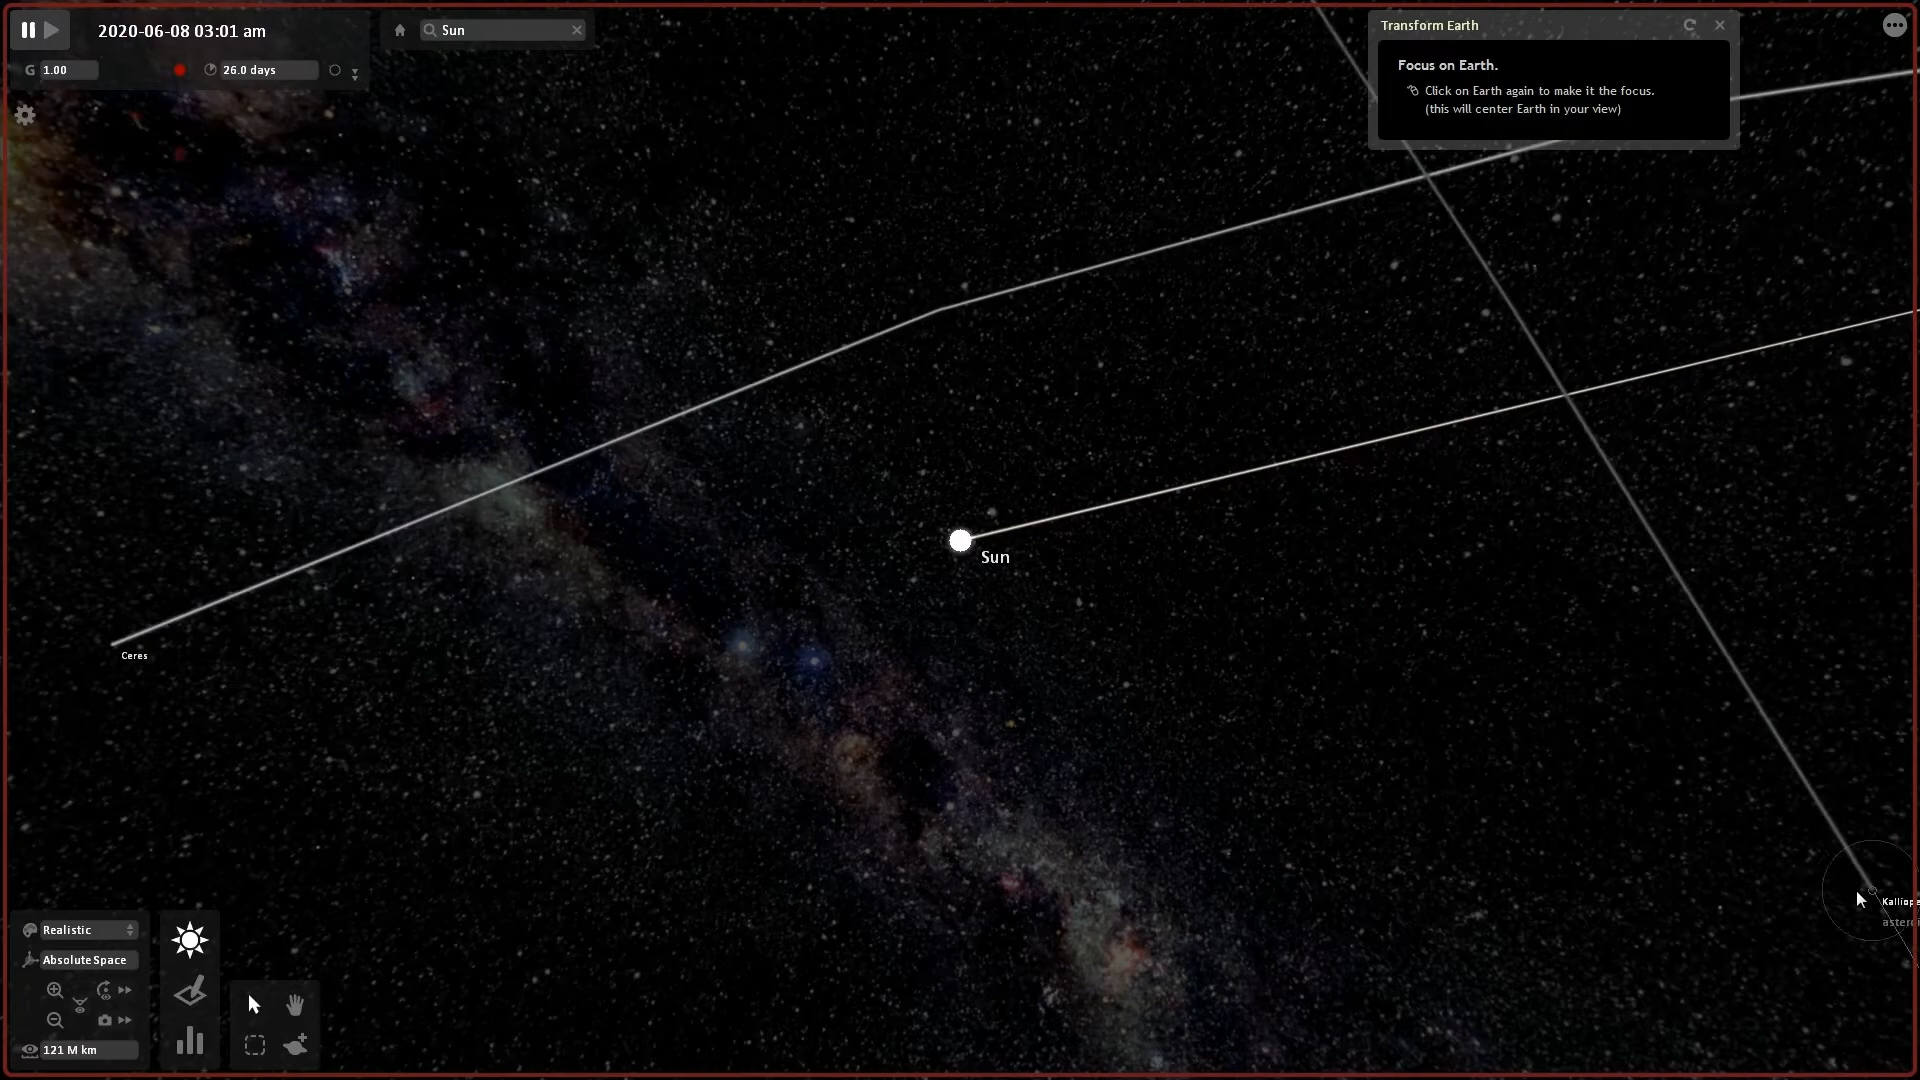 2020-06-08 03:01 am
Sun
G 1.00
26.0 days
Transform Earth
Focus on Earth.
Click on Earth again to make it the focus.
(this will center Earth in your view)
Sun
Ceres
Realistic
Absolute Space
121 M km